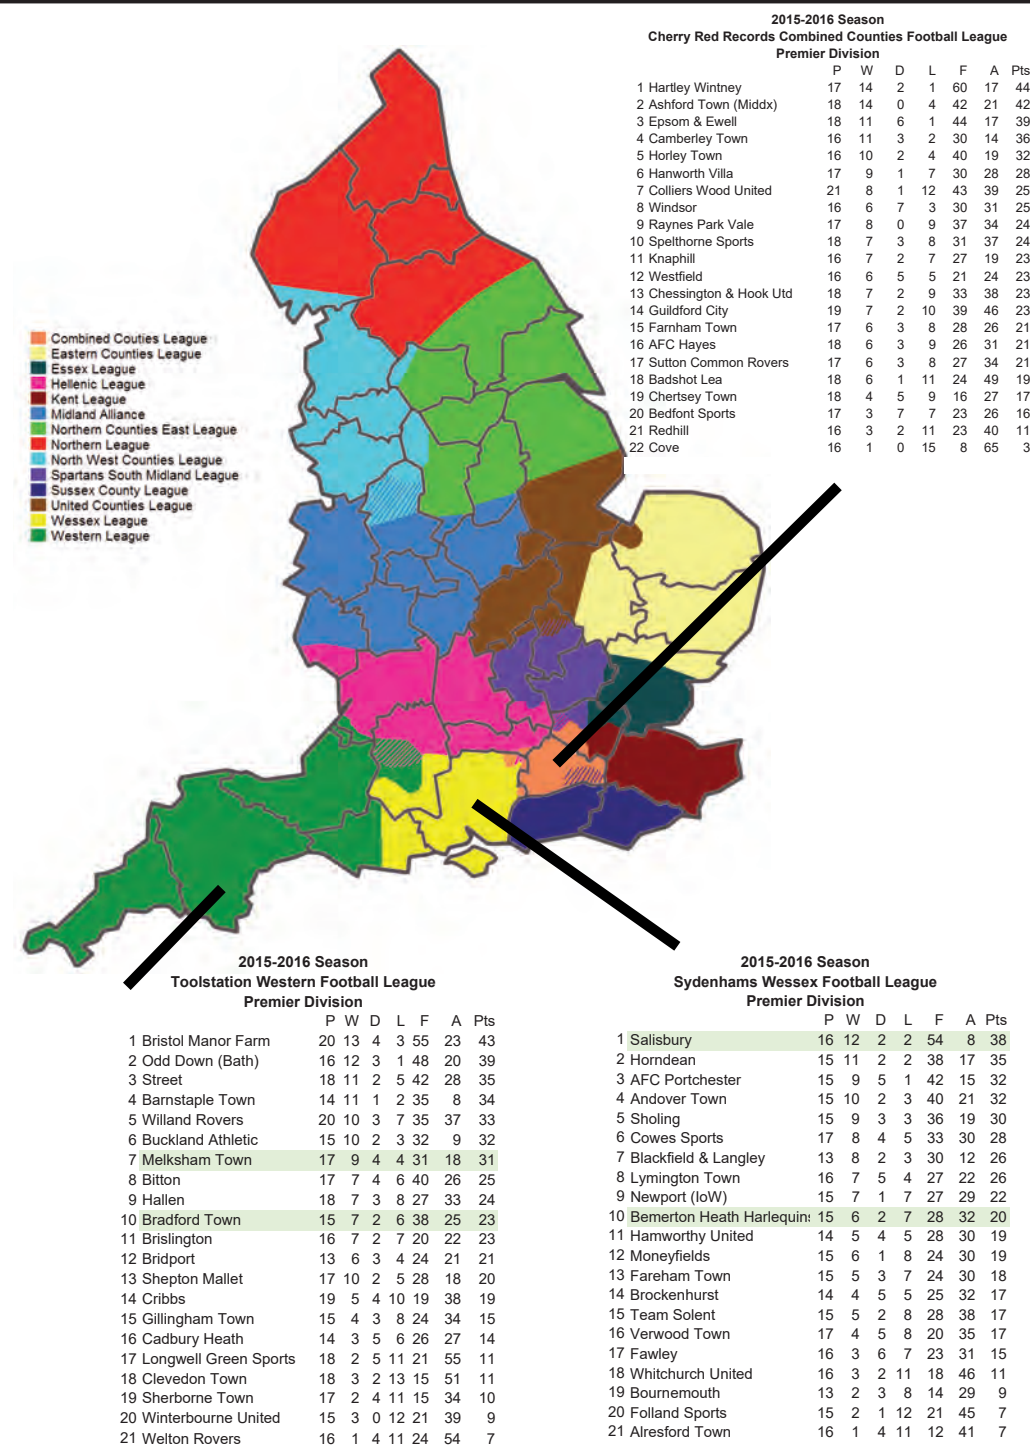 2015-2016 Season
Cherry Red Records Combined Counties Football League
Premier Division
P W D L F A Pts
1 Hartley Wintney 17 14 2 1 60 17 44
2 Ashford Town (Middx) 18 14 0 4 42 21 42
3 Epsom & Ewell 18 11 6 1 44 17 39
4 Camberley Town 16 11 3 2 30 14 36
5 Horley Town 16 10 2 4 40 19 32
6 Hanworth Villa 17 9 1 7 30 28 28
7 Colliers Wood United 21 8 1 12 43 39 25
8 Windsor 16 6 7 3 30 31 25
9 Raynes Park Vale 17 8 0 9 37 34 24
10 Spelthorne Sports 18 7 3 8 31 37 24
11 Knaphill 16 7 2 7 27 19 23
12 Westfield 16 6 5 5 21 24 23
13 Chessington & Hook Utd 18 7 2 9 33 38 23
14 Guildford City 19 7 2 10 39 46 23
15 Farnham Town 17 6 3 8 28 26 21
16 AFC Hayes 18 6 3 9 26 31 21
17 Sutton Common Rovers 17 6 3 8 27 34 21
18 Badshot Lea 18 6 1 11 24 49 19
19 Chertsey Town 18 4 5 9 16 27 17
20 Bedfont Sports 17 3 7 7 23 26 16
21 Redhill 16 3 2 11 23 40 11
22 Cove 16 1 0 15 8 65 3
Combined Couties League
Eastern Counties League
Essex League
Hellenic League
Kent League
Midland Alliance
Northern Counties East League
Northern League
North West Counties League
Spartans South Midland League
Sussex County League
United Counties League
Wessex League
Western League
2015-2016 Season
Toolstation Western Football League
Premier Division
P W D L F A Pts
1 Bristol Manor Farm 20 13 4 3 55 23 43
2 Odd Down (Bath) 16 12 3 1 48 20 39
3 Street 18 11 2 5 42 28 35
4 Barnstaple Town 14 11 1 2 35 8 34
5 Willand Rovers 20 10 3 7 35 37 33
6 Buckland Athletic 15 10 2 3 32 9 32
7 Melksham Town 17 9 4 4 31 18 31
8 Bitton 17 7 4 6 40 26 25
9 Hallen 18 7 3 8 27 33 24
10 Bradford Town 15 7 2 6 38 25 23
11 Brislington 16 7 2 7 20 22 23
12 Bridport 13 6 3 4 24 21 21
13 Shepton Mallet 17 10 2 5 28 18 20
14 Cribbs 19 5 4 10 19 38 19
15 Gillingham Town 15 4 3 8 24 34 15
16 Cadbury Heath 14 3 5 6 26 27 14
17 Longwell Green Sports 18 2 5 11 21 55 11
18 Clevedon Town 18 3 2 13 15 51 11
19 Sherborne Town 17 2 4 11 15 34 10
20 Winterbourne United 15 3 0 12 21 39 9
21 Welton Rovers 16 1 4 11 24 54 7
2015-2016 Season
Sydenhams Wessex Football League
Premier Division
P W D L F A Pts
1 Salisbury 16 12 2 2 54 8 38
2 Horndean 15 11 2 2 38 17 35
3 AFC Portchester 15 9 5 1 42 15 32
4 Andover Town 15 10 2 3 40 21 32
5 Sholing 15 9 3 3 36 19 30
6 Cowes Sports 17 8 4 5 33 30 28
7 Blackfield & Langley 13 8 2 3 30 12 26
8 Lymington Town 16 7 5 4 27 22 26
9 Newport (IoW) 15 7 1 7 27 29 22
10 Bemerton Heath Harlequins 15 6 2 7 28 32 20
11 Hamworthy United 14 5 4 5 28 30 19
12 Moneyfields 15 6 1 8 24 30 19
13 Fareham Town 15 5 3 7 24 30 18
14 Brockenhurst 14 4 5 5 25 32 17
15 Team Solent 15 5 2 8 28 38 17
16 Verwood Town 17 4 5 8 20 35 17
17 Fawley 16 3 6 7 23 31 15
18 Whitchurch United 16 3 2 11 18 46 11
19 Bournemouth 13 2 3 8 14 29 9
20 Folland Sports 15 2 1 12 21 45 7
21 Alresford Town 16 1 4 11 12 41 7